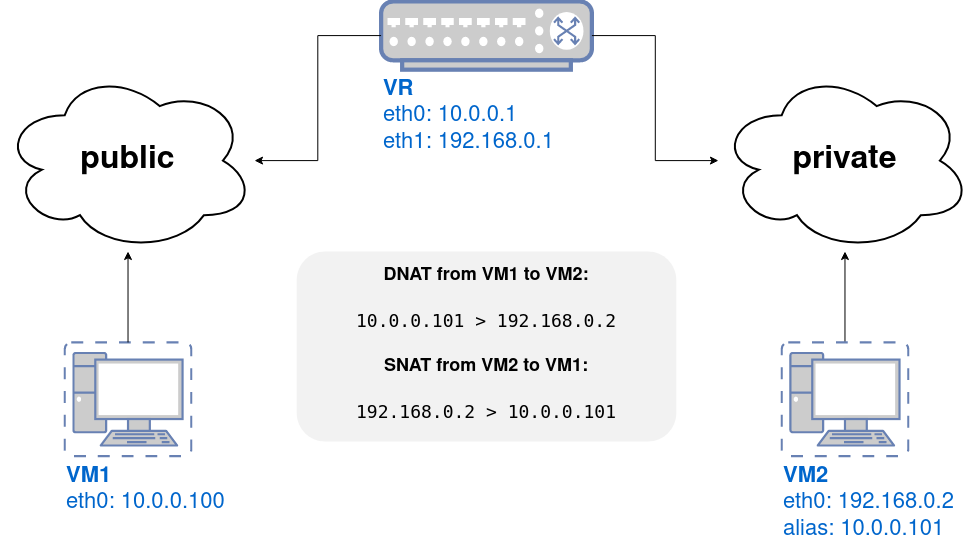 VR
eth0: 10.0.0.1
eth1: 192.168.0.1
public
private
DNAT from VM1 to VM2:
10.0.0.101 > 192.168.0.2
SNAT from VM2 to VM1:
192.168.0.2 > 10.0.0.101
VM1
eth0: 10.0.0.100
VM2
eth0: 192.168.0.2
alias: 10.0.0.101